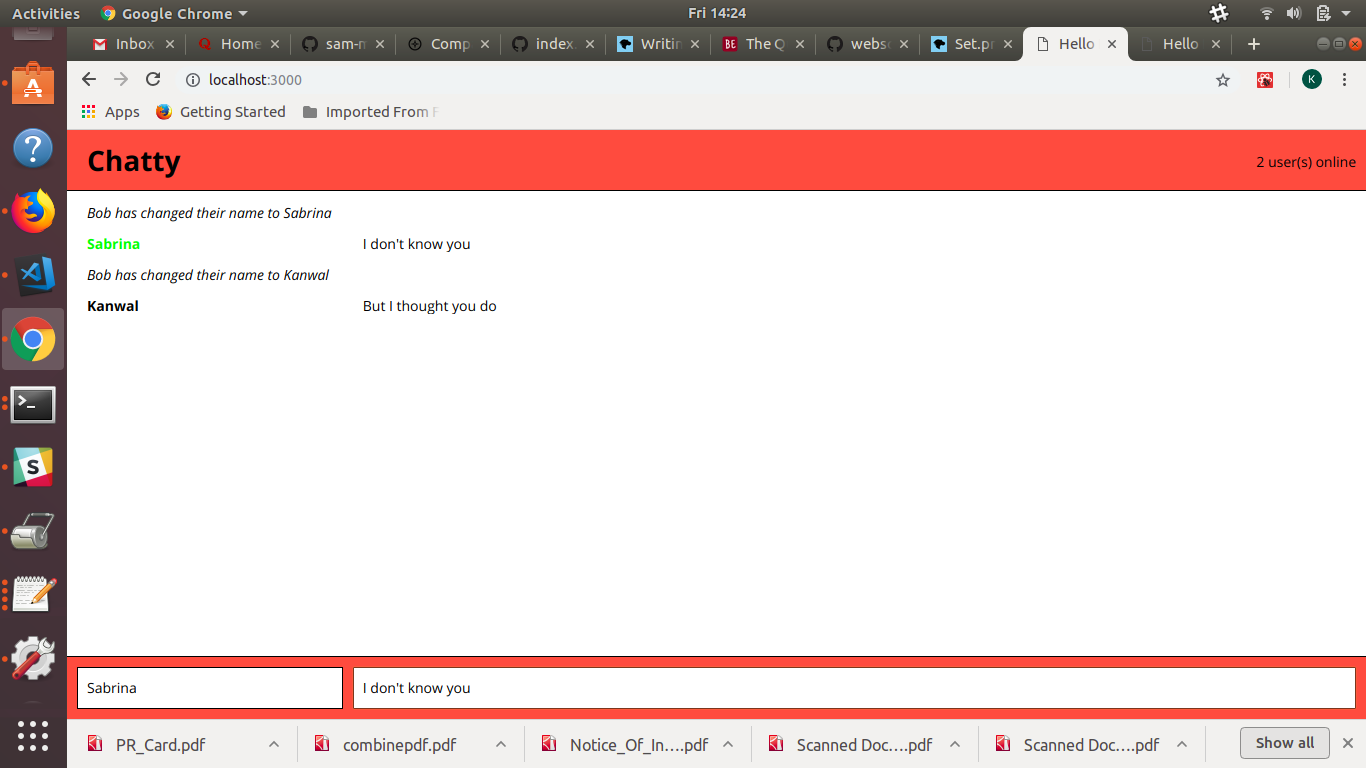 Activities Google Chrome Fri 14:24
Inbox Home sam-m Comp index. Writin The Q webso Set.pr Hello Hello
localhost:3000 K
Apps Getting Started Imported From F
Chatty 2 user(s) online
Bob has changed their name to Sabrina
Sabrina I don't know you
Bob has changed their name to Kanwal
Kanwal But I thought you do
Sabrina I don't know you
PR_Card.pdf combinepdf.pdf Notice_Of_In....pdf Scanned Doc....pdf Scanned Doc....pdf Show all